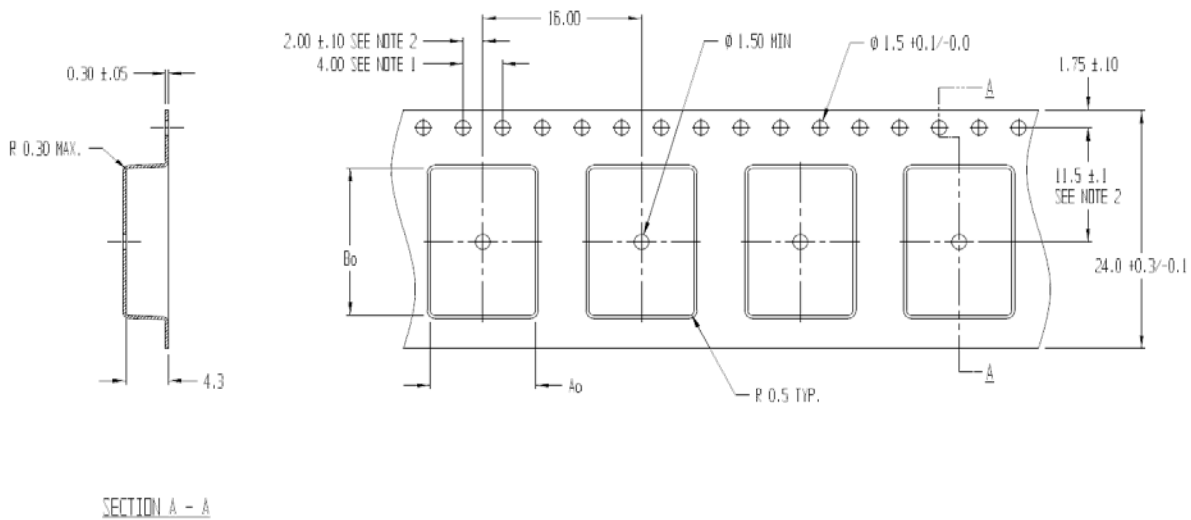 16.00
2.00 ±.10 SEE NOTE 2
4.00 SEE NOTE 1
Ø 1.50 MIN
Ø 1.5 +0.1/-0.0
1.75 ±.10
0.30 ±.05
A
R 0.30 MAX.
11.5 ±.1
SEE NOTE 2
Bo
24.0 +0.3/-0.1
4.3
Ao
R 0.5 TYP.
A
SECTION A - A